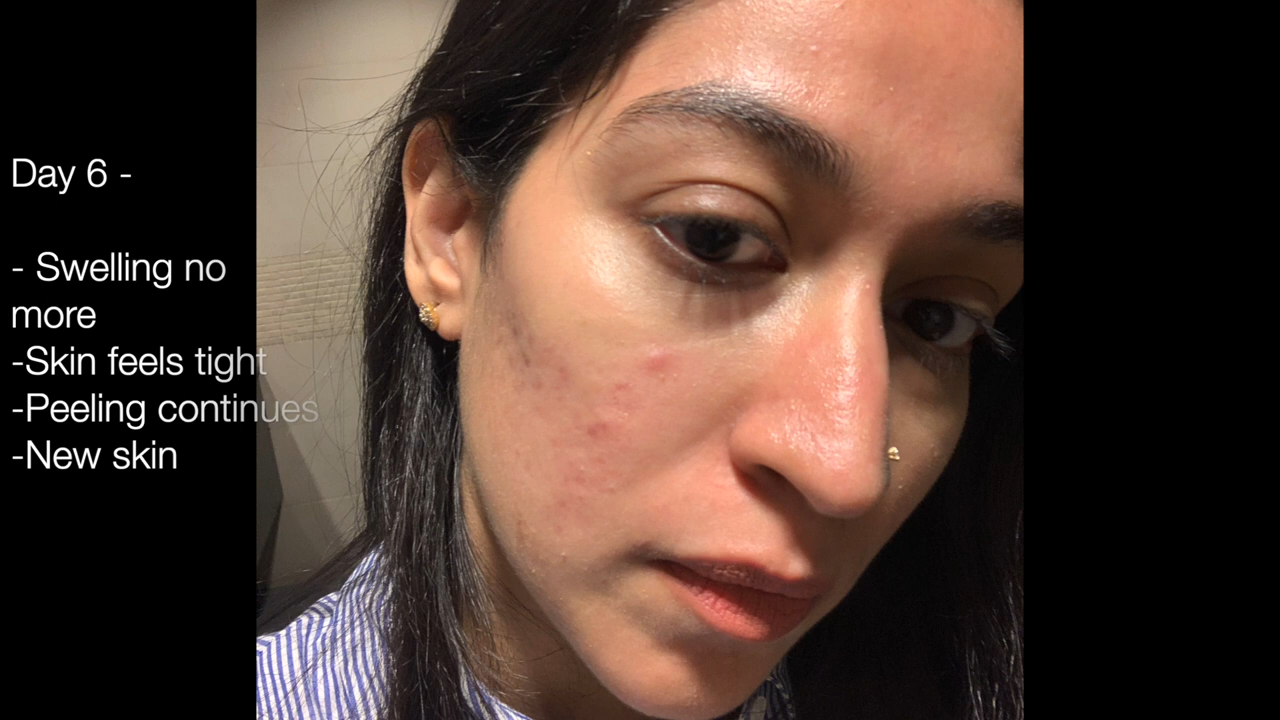 Day 6 -
- Swelling no
more
-Skin feels tight
-Peeling continues
-New skin